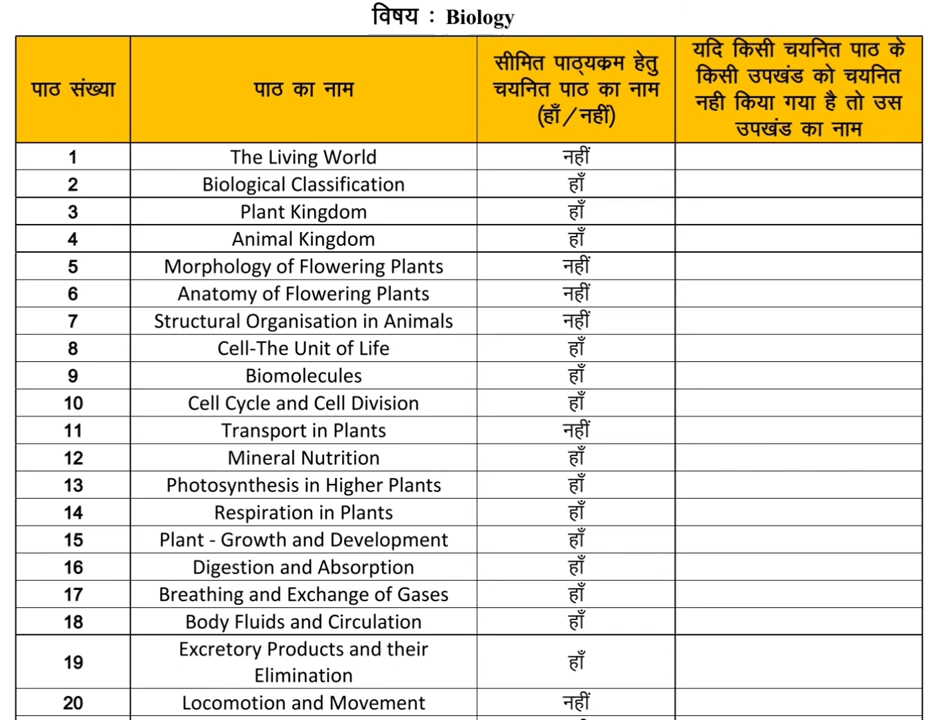 विषय : Biology
पाठ संख्या
पाठ का नाम
सीमित पाठ्यक्रम हेतु
चयनित पाठ का नाम
(हाँ/नहीं)
यदि किसी चयनित पाठ के
किसी उपखंड को चयनित
नही किया गया है तो उस
उपखंड का नाम
1 The Living World नहीं
2 Biological Classification हाँ
3 Plant Kingdom हाँ
4 Animal Kingdom हाँ
5 Morphology of Flowering Plants नहीं
6 Anatomy of Flowering Plants नहीं
7 Structural Organisation in Animals नहीं
8 Cell-The Unit of Life हाँ
9 Biomolecules हाँ
10 Cell Cycle and Cell Division हाँ
11 Transport in Plants नहीं
12 Mineral Nutrition हाँ
13 Photosynthesis in Higher Plants हाँ
14 Respiration in Plants हाँ
15 Plant - Growth and Development हाँ
16 Digestion and Absorption हाँ
17 Breathing and Exchange of Gases हाँ
18 Body Fluids and Circulation हाँ
19 Excretory Products and their
Elimination हाँ
20 Locomotion and Movement नहीं